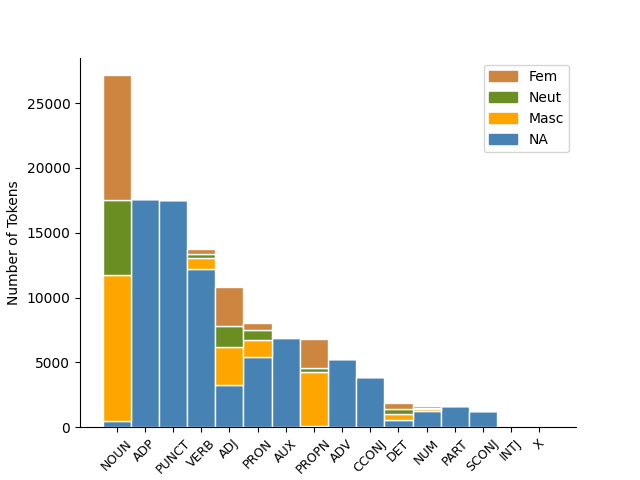 Fem
Neut
Masc
NA
Number of Tokens
25000
20000
15000
10000
5000
0
NOUN
ADP
PUNCT
VERB
ADJ
PRON
AUX
PROPN
ADV
CCONJ
DET
NUM
PART
SCONJ
INTJ
X